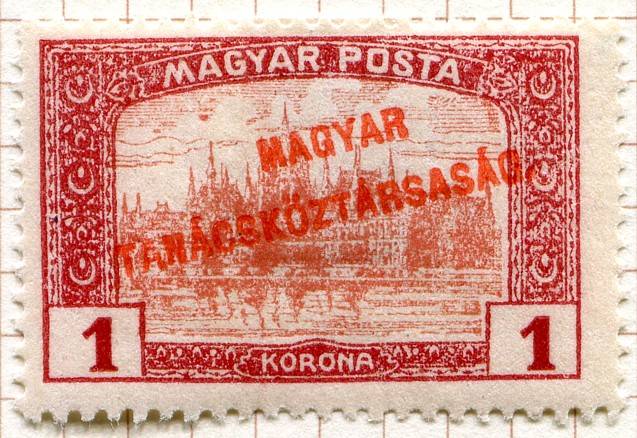 MAGYAR POSTA
MAGYAR
TANÁCSKÖZTÁRSASÁG.
1 KORONA 1